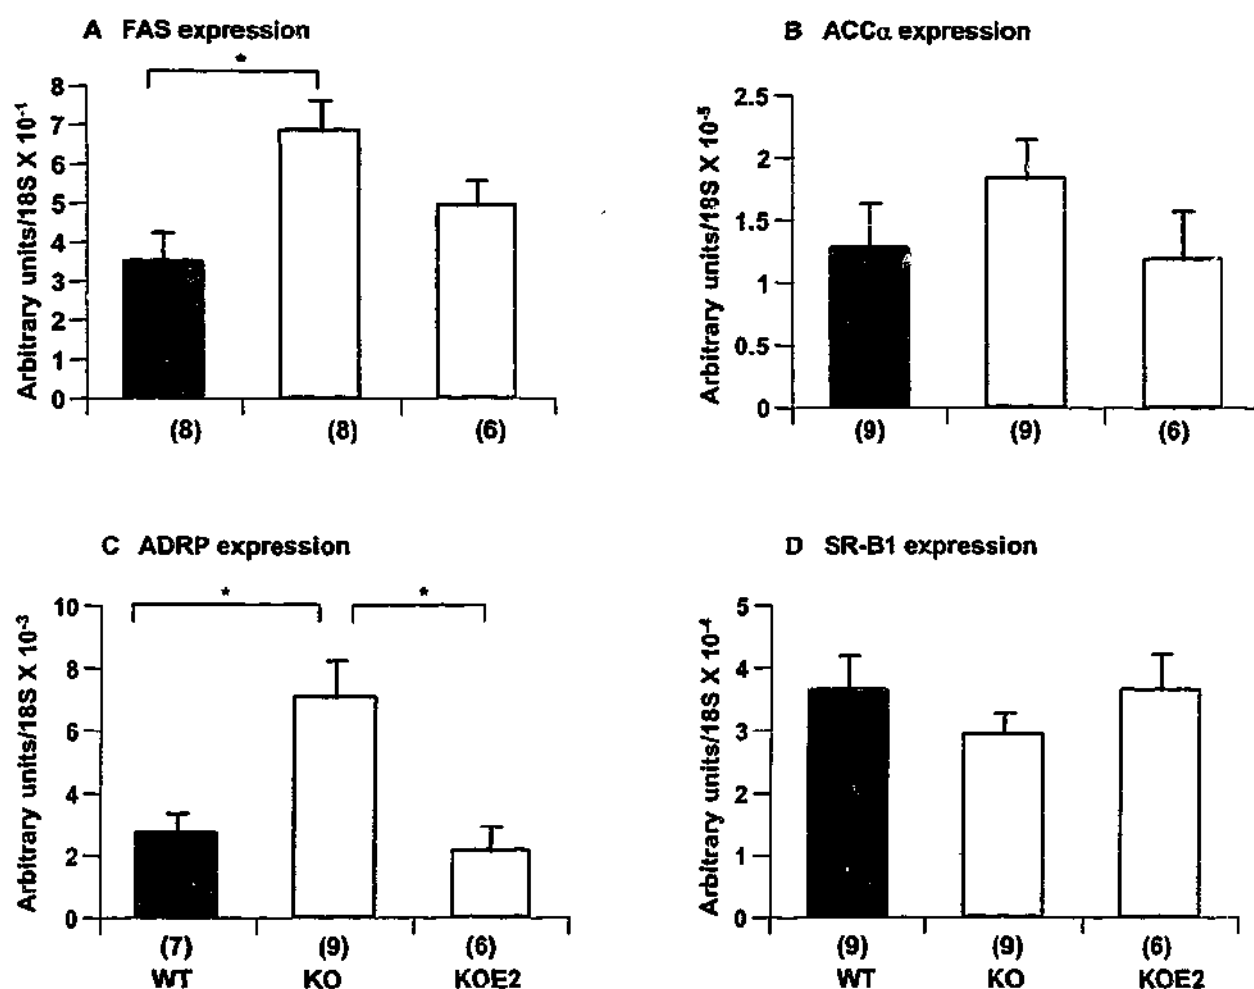 A FAS expression
*
Arbitrary units/18S X 10⁻¹
8
7
6
5
4
3
2
1
0
(8) (8) (6)
B ACCα expression
Arbitrary units/18S X 10⁻⁵
2.5
2
1.5
1
0.5
0
(9) (9) (6)
C ADRP expression
* *
Arbitrary units/18S X 10⁻³
10
8
6
4
2
0
(7) (9) (6)
WT KO KOE2
D SR-B1 expression
Arbitrary units/18S X 10⁻⁴
5
4
3
2
1
0
(9) (9) (6)
WT KO KOE2